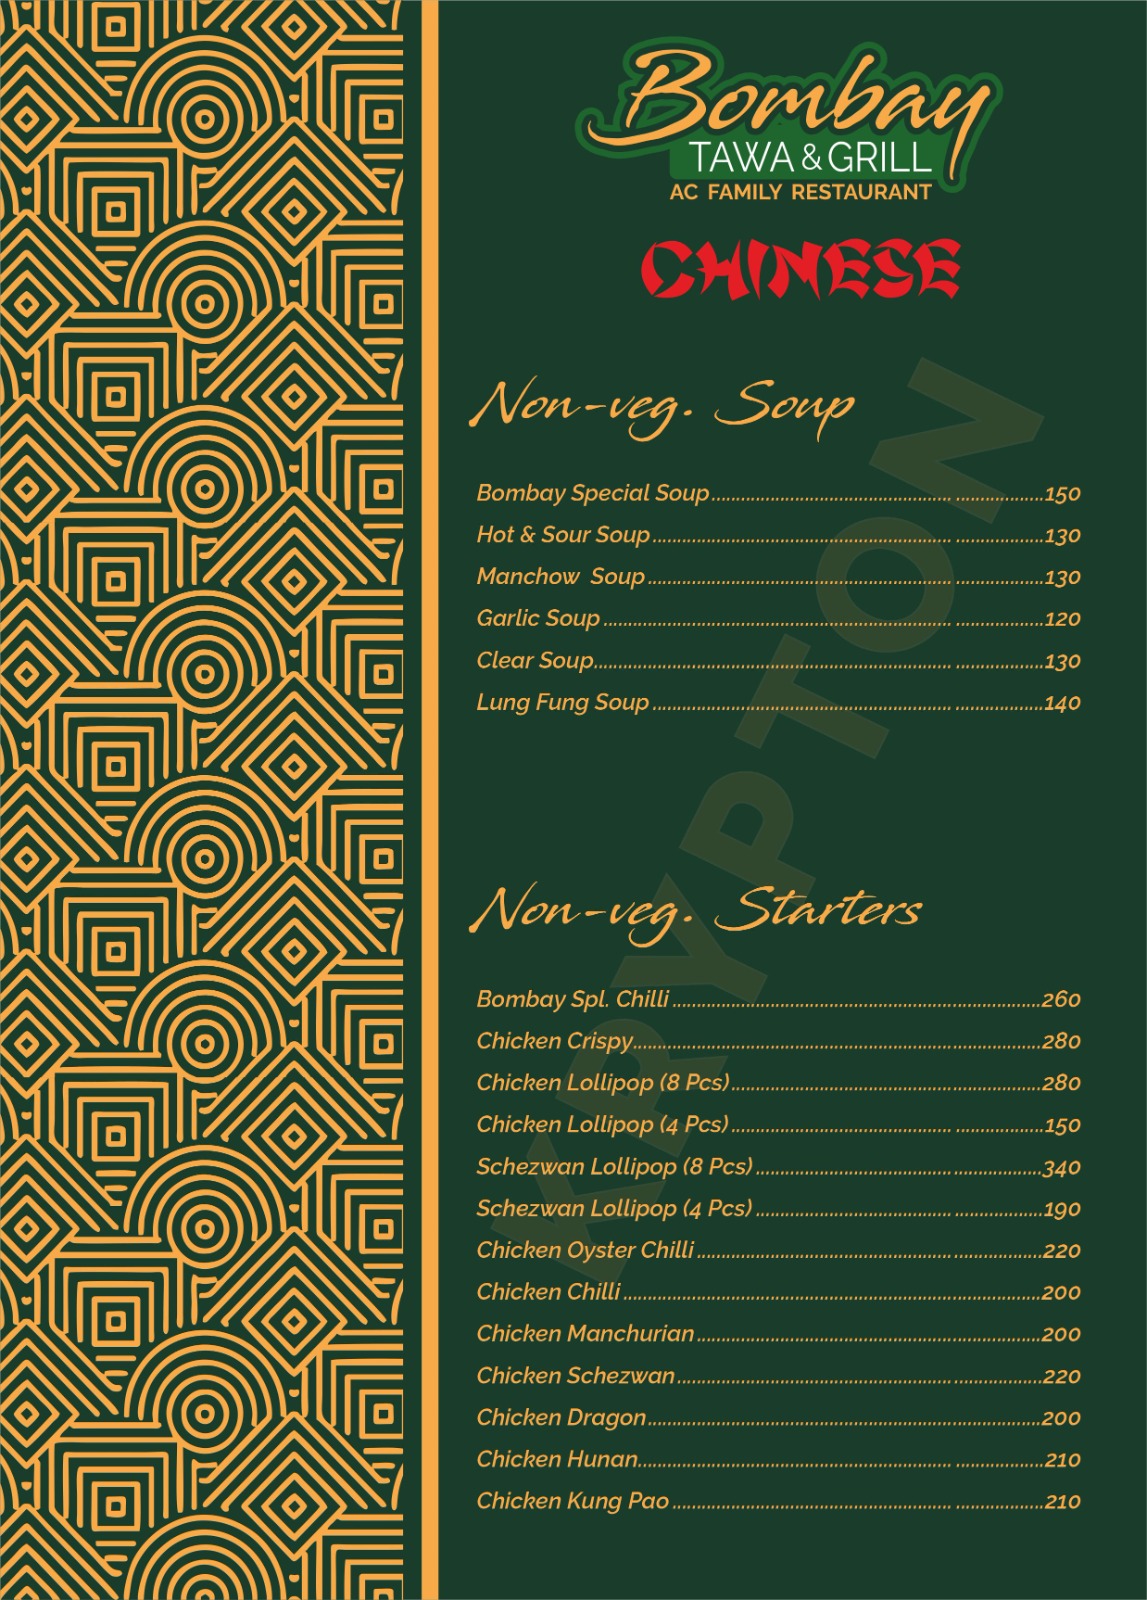 Bombay
TAWA & GRILL
AC FAMILY RESTAURANT
CHINESE
Non-veg. Soup
Bombay Special Soup 150
Hot & Sour Soup 130
Manchow Soup 130
Garlic Soup 120
Clear Soup 130
Lung Fung Soup 140
Non-veg. Starters
Bombay Spl. Chilli 260
Chicken Crispy 280
Chicken Lollipop (8 Pcs) 280
Chicken Lollipop (4 Pcs) 150
Schezwan Lollipop (8 Pcs) 340
Schezwan Lollipop (4 Pcs) 190
Chicken Oyster Chilli 220
Chicken Chilli 200
Chicken Manchurian 200
Chicken Schezwan 220
Chicken Dragon 200
Chicken Hunan 210
Chicken Kung Pao 210
KRYPTON